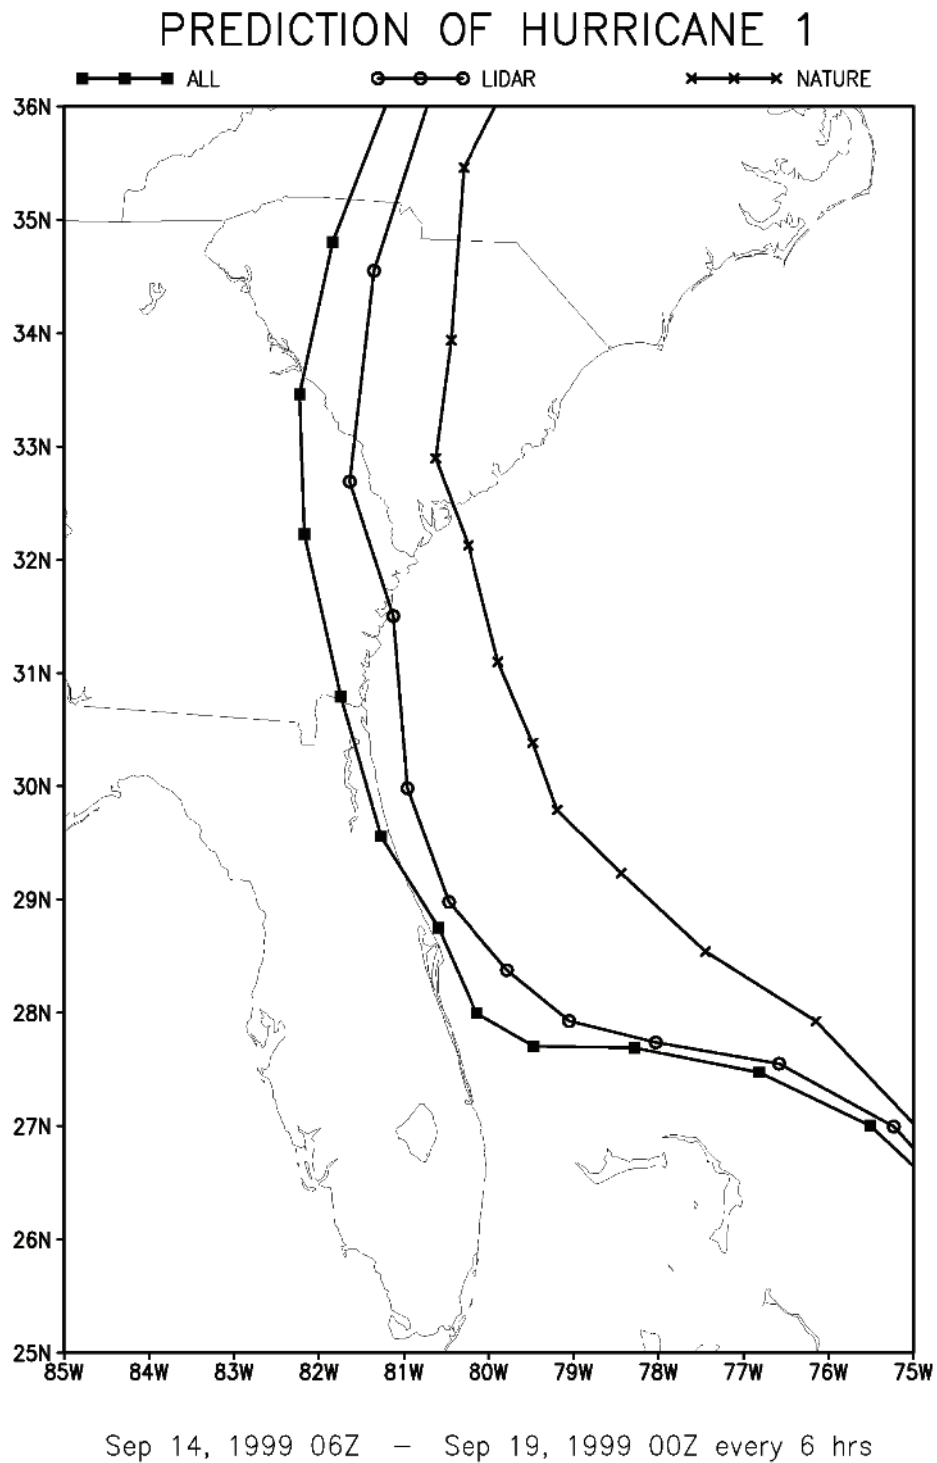 PREDICTION OF HURRICANE 1
ALL LIDAR NATURE
36N
35N
34N
33N
32N
31N
30N
29N
28N
27N
26N
25N
85W 84W 83W 82W 81W 80W 79W 78W 77W 76W 75W
Sep 14, 1999 06Z – Sep 19, 1999 00Z every 6 hrs